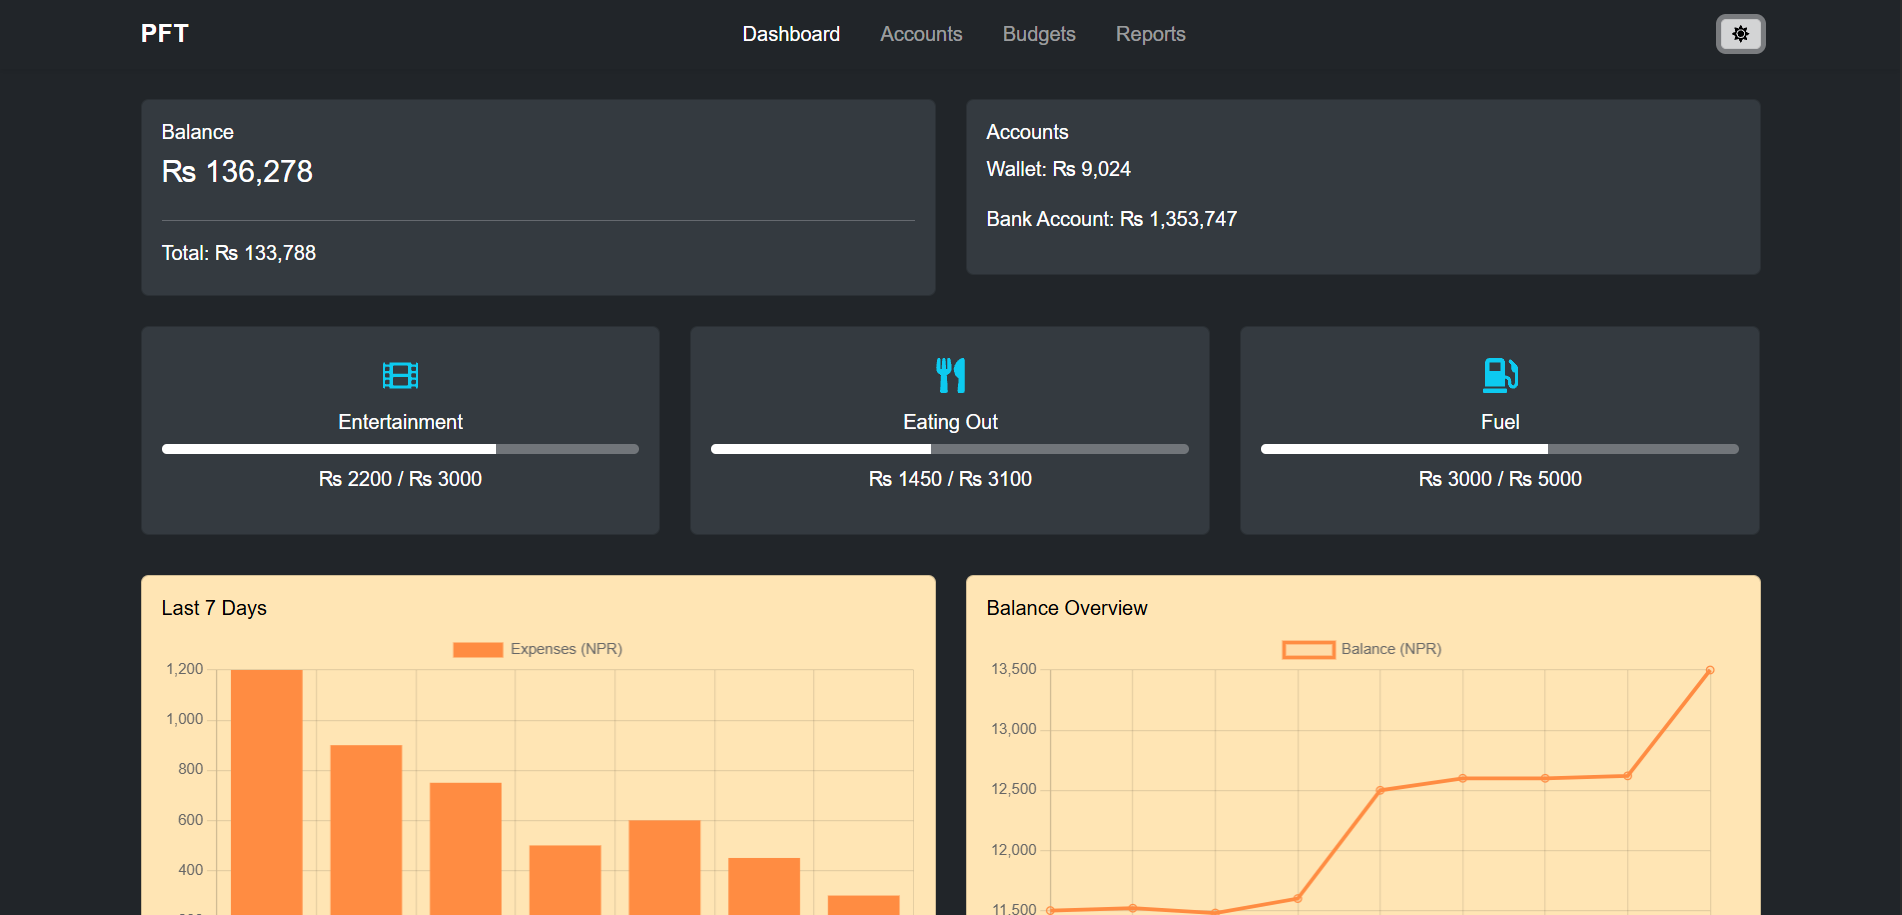 PFT
Dashboard Accounts Budgets Reports
Balance
Rs 136,278
Total: Rs 133,788
Accounts
Wallet: Rs 9,024
Bank Account: Rs 1,353,747
Entertainment
Rs 2200 / Rs 3000
Eating Out
Rs 1450 / Rs 3100
Fuel
Rs 3000 / Rs 5000
Last 7 Days
Expenses (NPR)
1,200
1,000
800
600
400
Balance Overview
Balance (NPR)
13,500
13,000
12,500
12,000
11,500